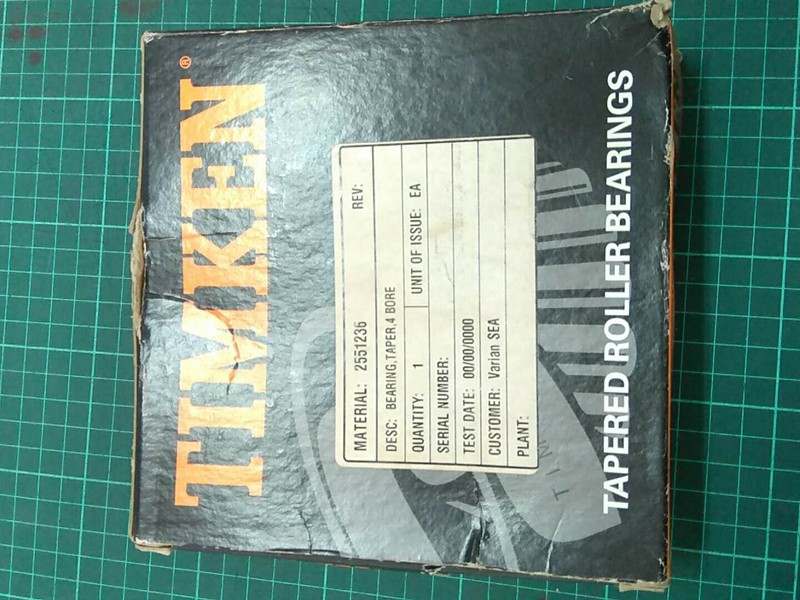 TIMKEN®
MATERIAL: 2551236 REV:
DESC: BEARING,TAPER,4 BORE
QUANTITY: 1 UNIT OF ISSUE: EA
SERIAL NUMBER:
TEST DATE: 00/00/0000
CUSTOMER: Varian SEA
PLANT:
TAPERED ROLLER BEARINGS